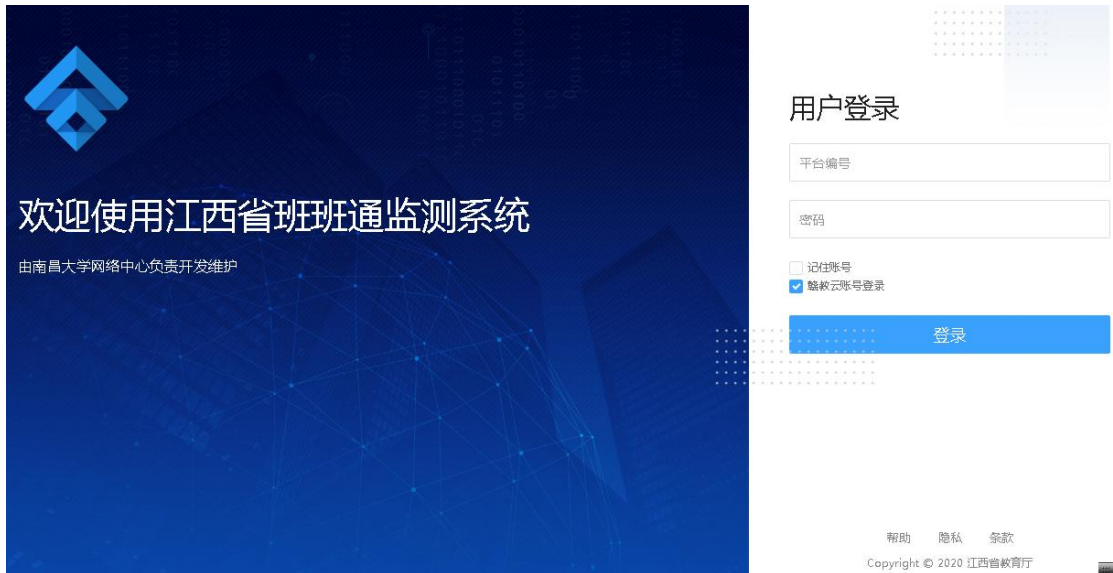 欢迎使用江西省班班通监测系统
由南昌大学网络中心负责开发维护
用户登录
平台编号
密码
记住账号
赣教云账号登录
登录
帮助 隐私 条款
Copyright © 2020 江西省教育厅